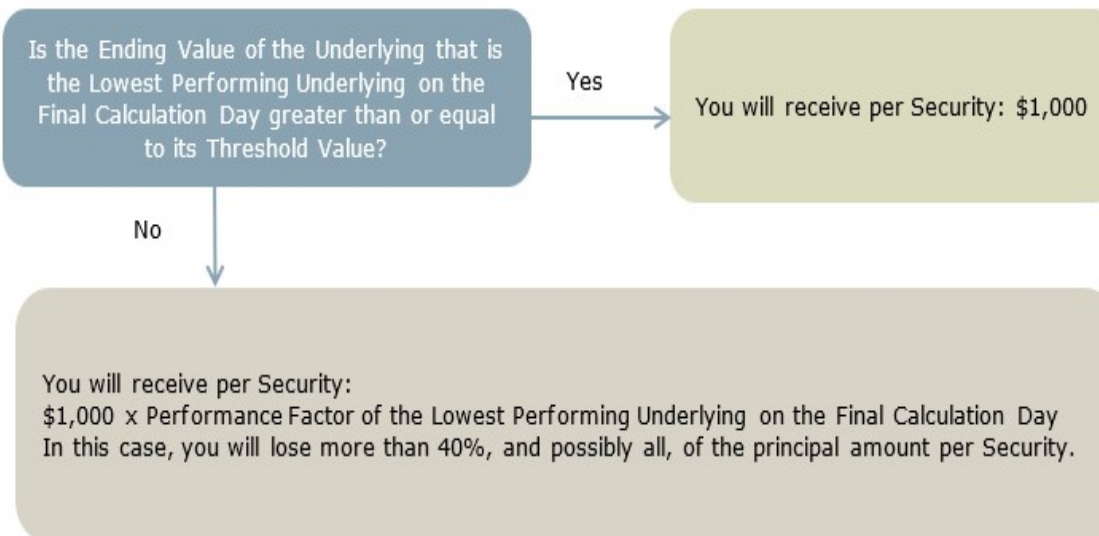 Is the Ending Value of the Underlying that is
the Lowest Performing Underlying on the
Final Calculation Day greater than or equal
to its Threshold Value?
Yes
You will receive per Security: $1,000
No
You will receive per Security:
$1,000 x Performance Factor of the Lowest Performing Underlying on the Final Calculation Day
In this case, you will lose more than 40%, and possibly all, of the principal amount per Security.